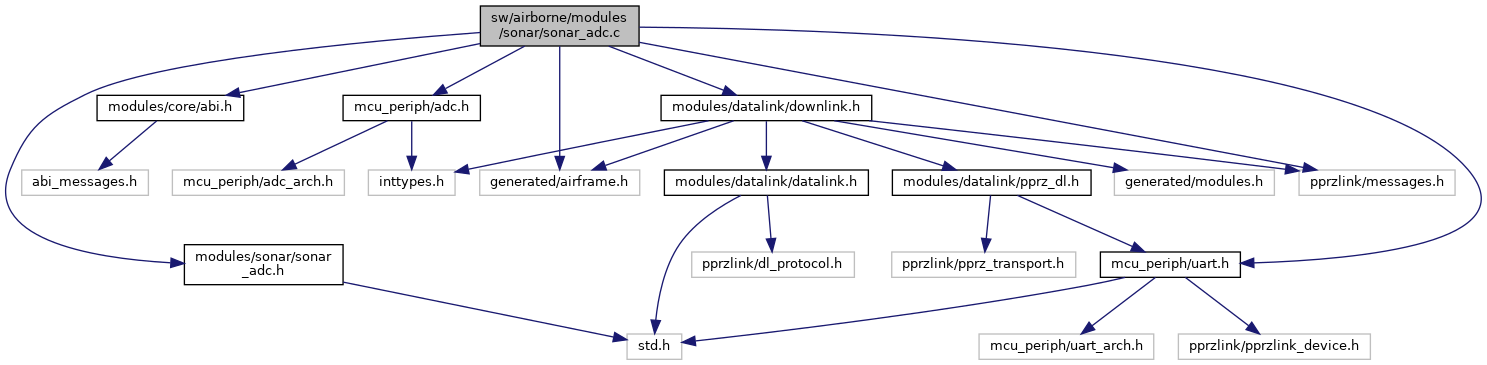 sw/airborne/modules
/sonar/sonar_adc.c
modules/core/abi.h
mcu_periph/adc.h
modules/datalink/downlink.h
abi_messages.h
mcu_periph/adc_arch.h
inttypes.h
generated/airframe.h
modules/datalink/datalink.h
modules/datalink/pprz_dl.h
generated/modules.h
pprzlink/messages.h
modules/sonar/sonar
_adc.h
pprzlink/dl_protocol.h
pprzlink/pprz_transport.h
mcu_periph/uart.h
std.h
mcu_periph/uart_arch.h
pprzlink/pprzlink_device.h